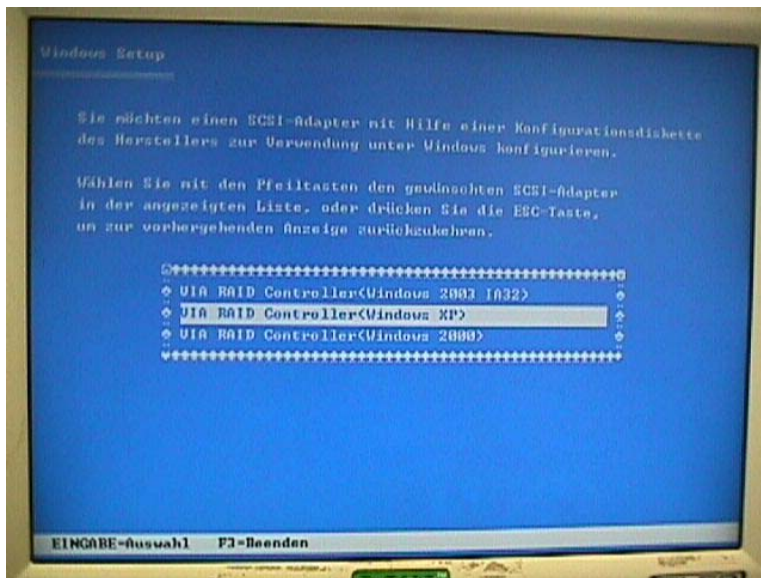 Windows Setup
Sie möchten einen SCSI-Adapter mit Hilfe einer Konfigurationsdiskette
des Herstellers zur Verwendung unter Windows konfigurieren.
Wählen Sie mit den Pfeiltasten den gewünschten SCSI-Adapter
in der angezeigten Liste, oder drücken Sie die ESC-Taste,
um zur vorhergehenden Anzeige zurückzukehren.
VIA RAID Controller(Windows 2003 IA32)
VIA RAID Controller(Windows XP)
VIA RAID Controller(Windows 2000)
EINGABE=Auswahl F3=Beenden